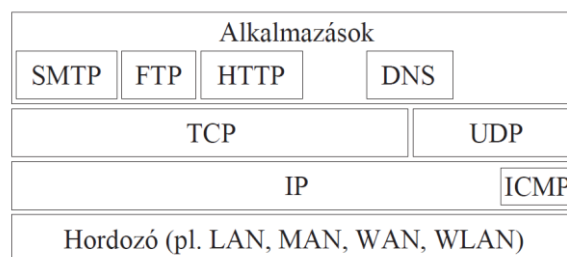 Alkalmazások
SMTP FTP HTTP DNS
TCP UDP
IP ICMP
Hordozó (pl. LAN, MAN, WAN, WLAN)